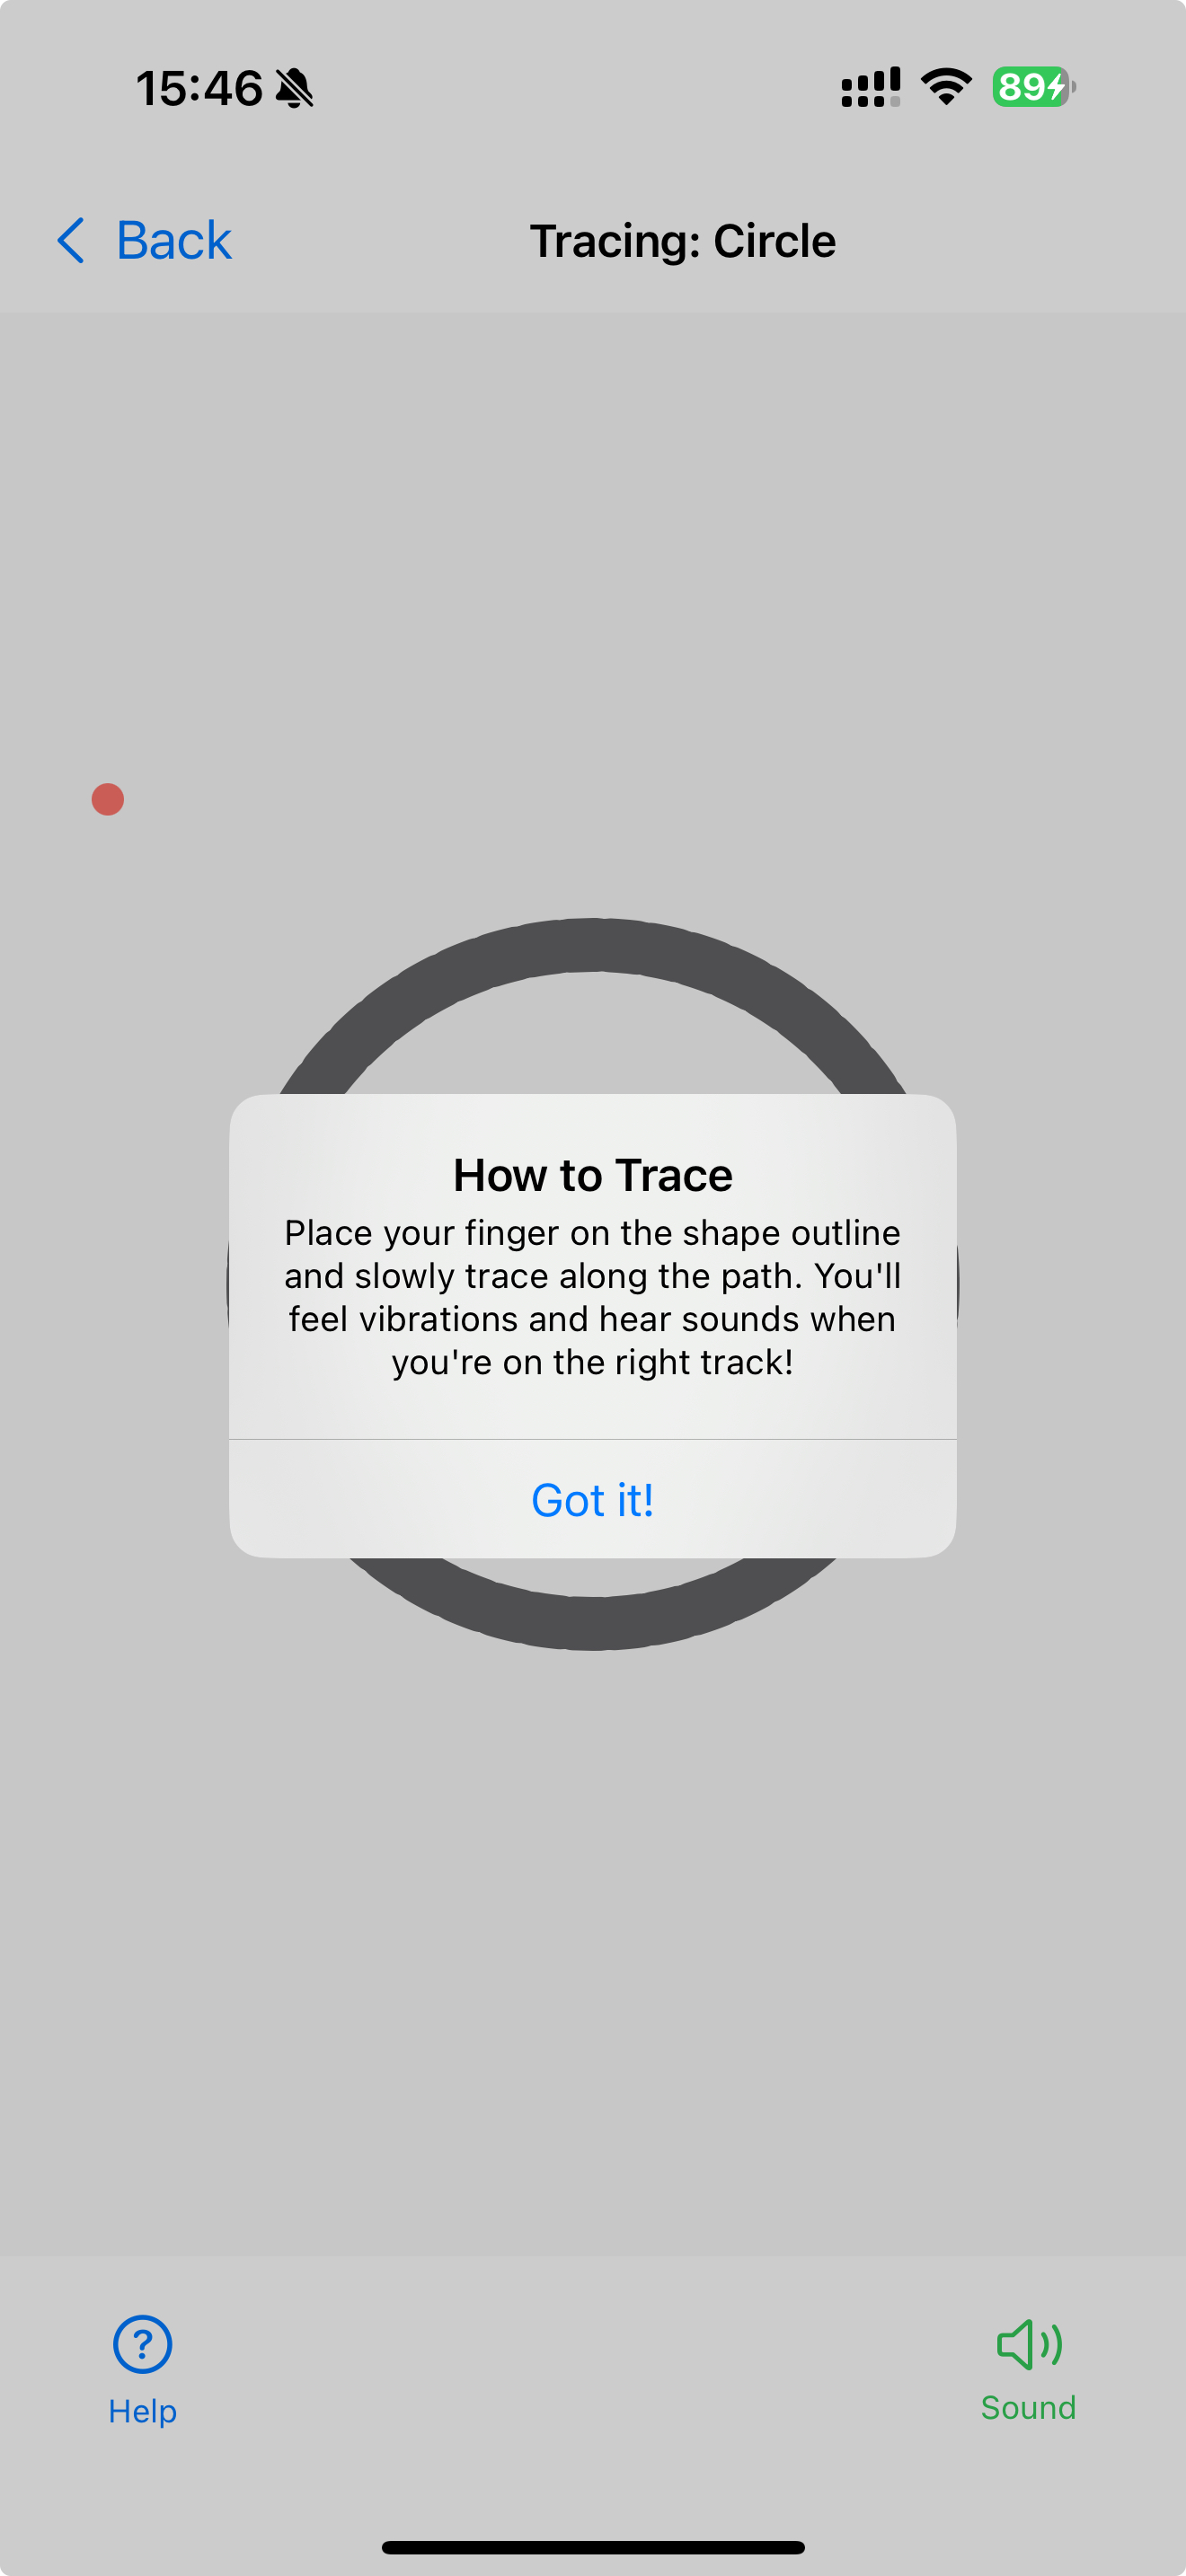 15:46
89
Back
Tracing: Circle
How to Trace
Place your finger on the shape outline
and slowly trace along the path. You'll
feel vibrations and hear sounds when
you're on the right track!
Got it!
?
Help
Sound